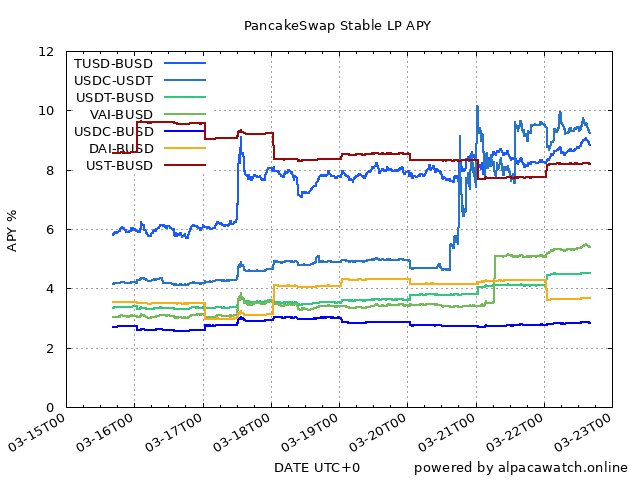 PancakeSwap Stable LP APY
12
10
8
6
4
2
0
APY %
TUSD-BUSD
USDC-USDT
USDT-BUSD
VAI-BUSD
USDC-BUSD
DAI-BUSD
UST-BUSD
03-15T00
03-16T00
03-17T00
03-18T00
03-19T00
03-20T00
03-21T00
03-22T00
03-23T00
DATE UTC+0
powered by alpacawatch.online